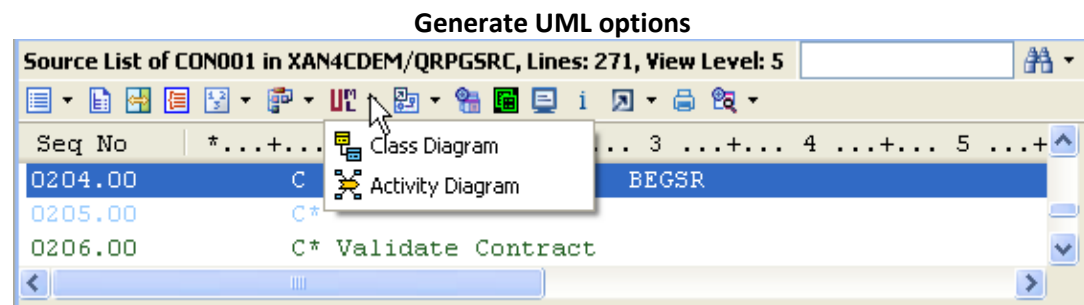 Generate UML options
Source List of CON001 in XAN4CDEM/QRPGSRC, Lines: 271, View Level: 5
i
Seq No *...+... ... 3 ...+... 4 ...+... 5 ...+
Class Diagram
0204.00 C BEGSR
Activity Diagram
0205.00 C*
0206.00 C* Validate Contract